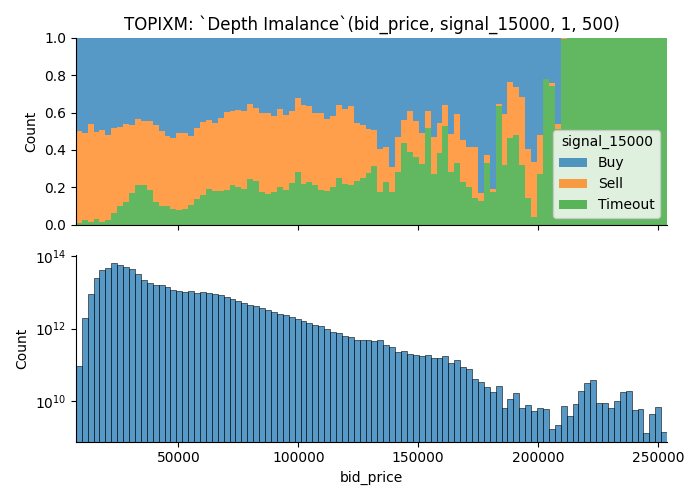 TOPIXM: `Depth Imalance`(bid_price, signal_15000, 1, 500)
1.0
0.8
0.6
0.4
0.2
0.0
Count
signal_15000
Buy
Sell
Timeout
10^14
10^12
10^10
Count
50000 100000 150000 200000 250000
bid_price